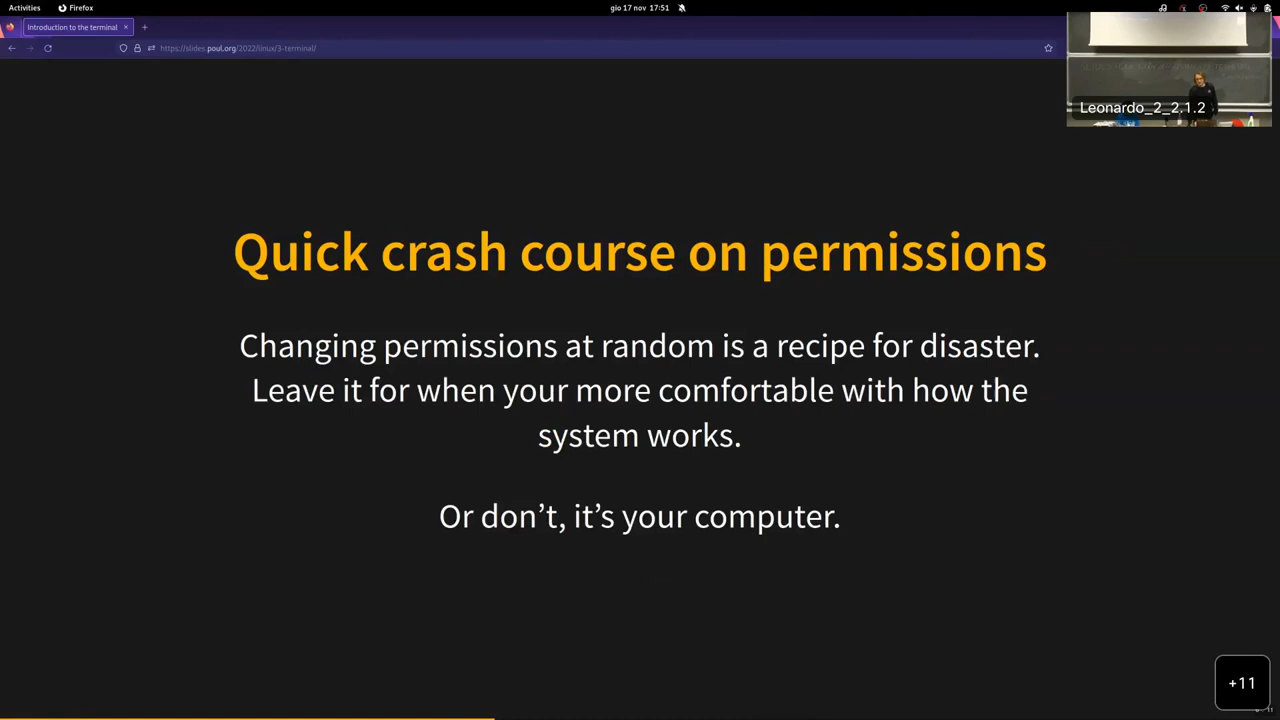 Activities
Firefox
gio 17 nov 17:51
Introduction to the terminal
https://slides.poul.org/2022/linux/3-terminal/
Leonardo_2_2.1.2
Quick crash course on permissions
Changing permissions at random is a recipe for disaster.
Leave it for when your more comfortable with how the
system works.
Or don’t, it’s your computer.
+11